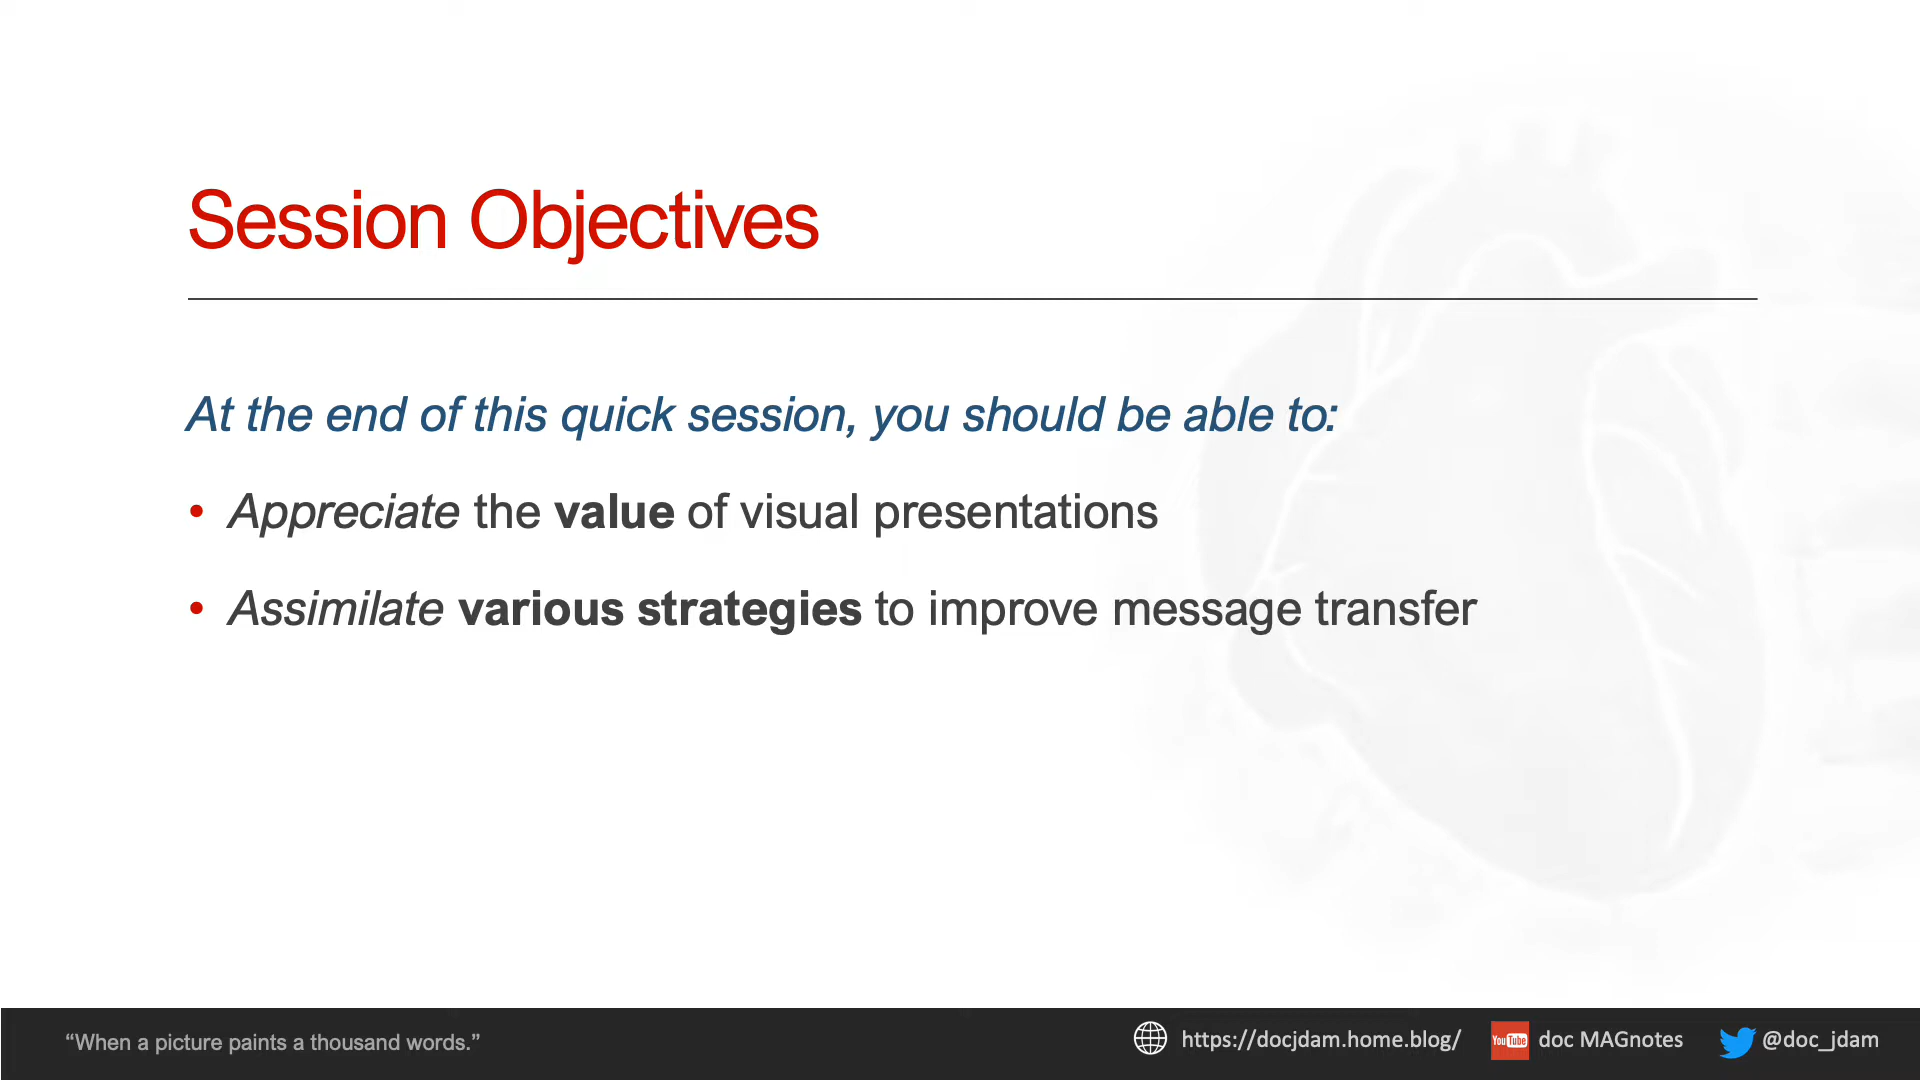 Session Objectives
At the end of this quick session, you should be able to:
• Appreciate the value of visual presentations
• Assimilate various strategies to improve message transfer
“When a picture paints a thousand words.”
https://docjdam.home.blog/
YouTube
doc MAGnotes
@doc_jdam